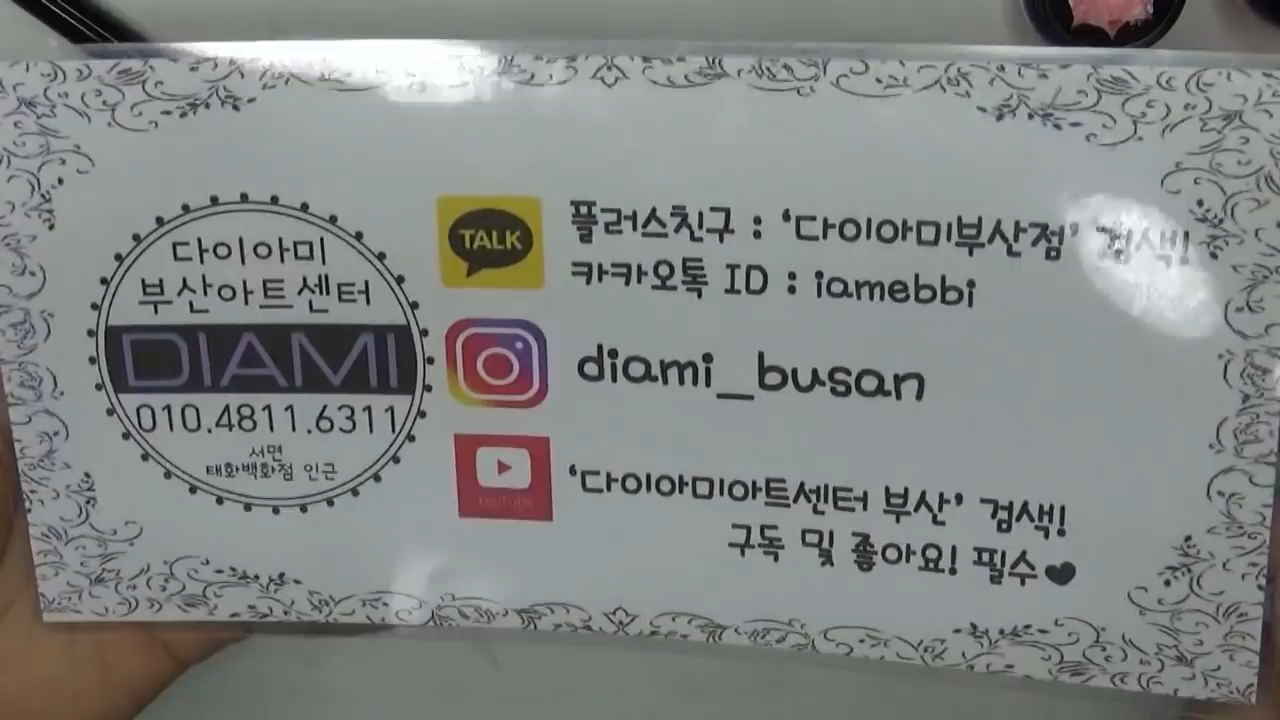 다이아미
부산아트센터
DIAMI
010.4811.6311
서면
태화백화점 인근
TALK
플러스친구 : '다이아미부산점' 검색!
카카오톡 ID : iamebbi
diami_busan
YOUTUBE
'다이아미아트센터 부산' 검색!
구독 및 좋아요! 필수♥